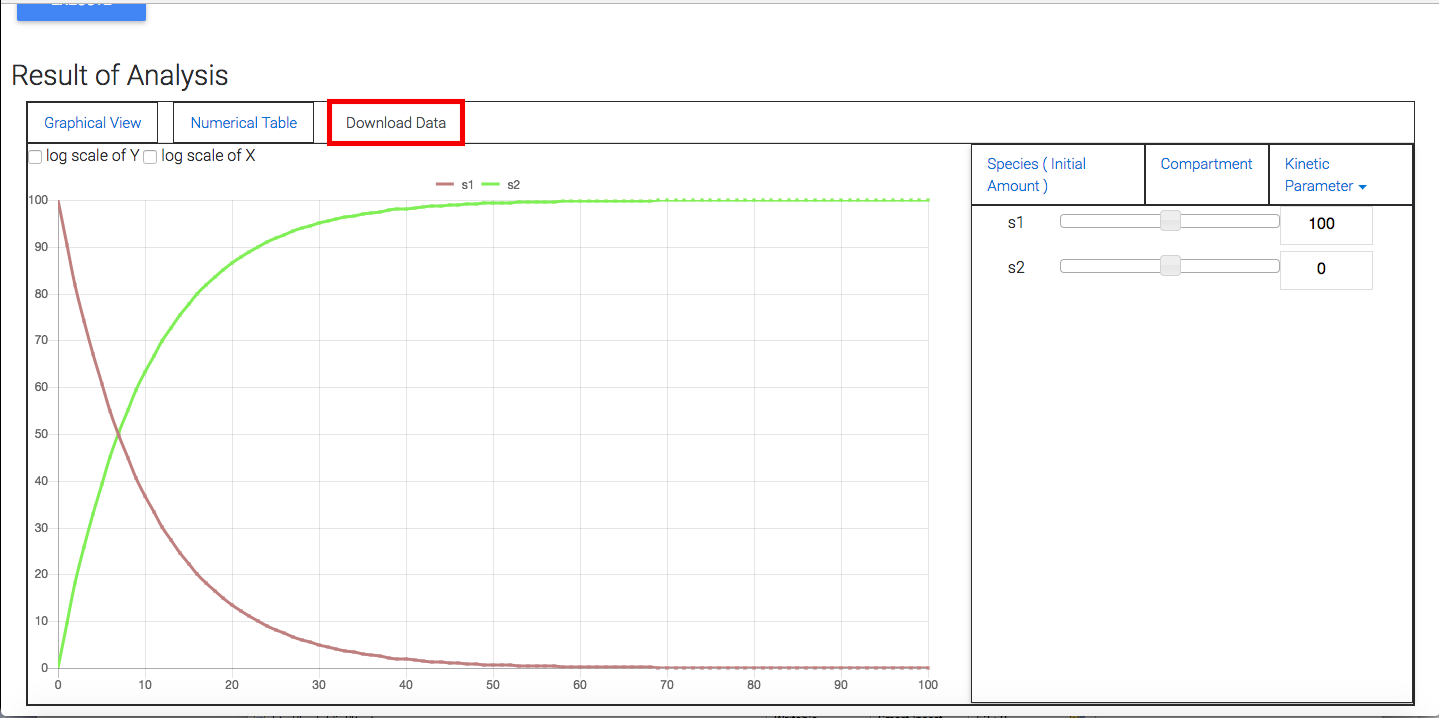 Result of Analysis
Graphical View Numerical Table Download Data
log scale of Y log scale of X
s1 s2
100
90
80
70
60
50
40
30
20
10
0
0 10 20 30 40 50 60 70 80 90 100
Species ( Initial
Amount )
Compartment
Kinetic
Parameter
s1 100
s2 0